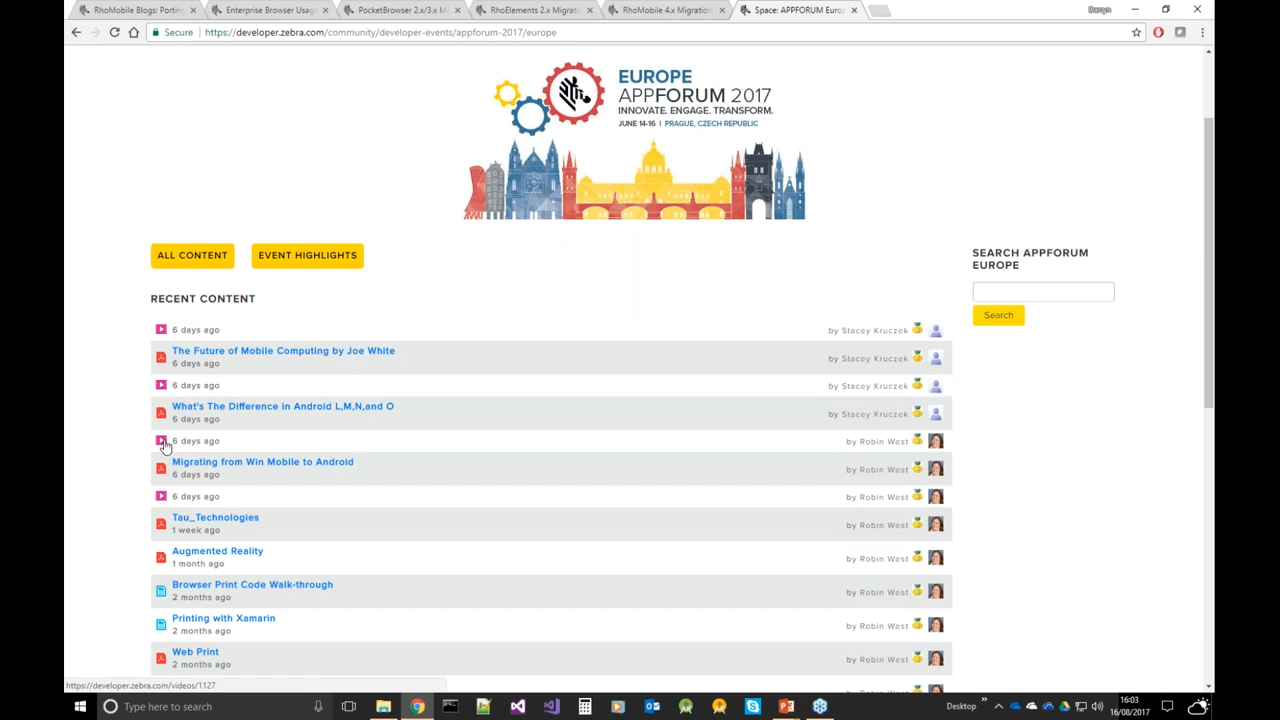 RhoMobile Blogs: Porting
Enterprise Browser Usag
PocketBrowser 2.x/3.x M
RhoElements 2.x Migrat
RhoMobile 4.x Migration
Space: APPFORUM Euro
Darryn
Secure
https://developer.zebra.com/community/developer-events/appforum-2017/europe
EUROPE
APPFORUM 2017
INNOVATE. ENGAGE. TRANSFORM.
JUNE 14-16 | PRAGUE, CZECH REPUBLIC
ALL CONTENT
EVENT HIGHLIGHTS
SEARCH APPFORUM
EUROPE
Search
RECENT CONTENT
6 days ago
by Stacey Kruczek
The Future of Mobile Computing by Joe White
6 days ago
by Stacey Kruczek
6 days ago
by Stacey Kruczek
What's The Difference in Android L,M,N,and O
6 days ago
by Stacey Kruczek
6 days ago
by Robin West
Migrating from Win Mobile to Android
6 days ago
by Robin West
6 days ago
by Robin West
Tau_Technologies
1 week ago
by Robin West
Augmented Reality
1 month ago
by Robin West
Browser Print Code Walk-through
2 months ago
by Robin West
Printing with Xamarin
2 months ago
by Robin West
Web Print
2 months ago
by Robin West
https://developer.zebra.com/videos/1127
Type here to search
Desktop
16:03
16/08/2017